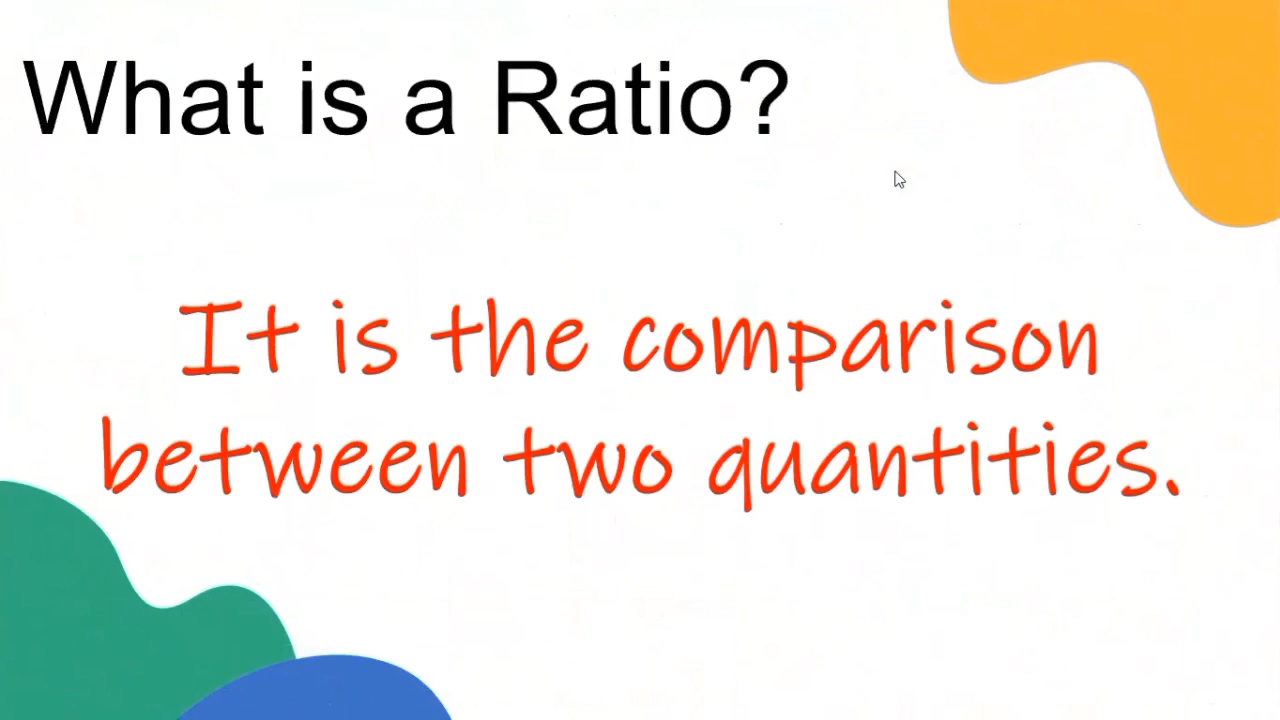 What is a Ratio?
It is the comparison
between two quantities.